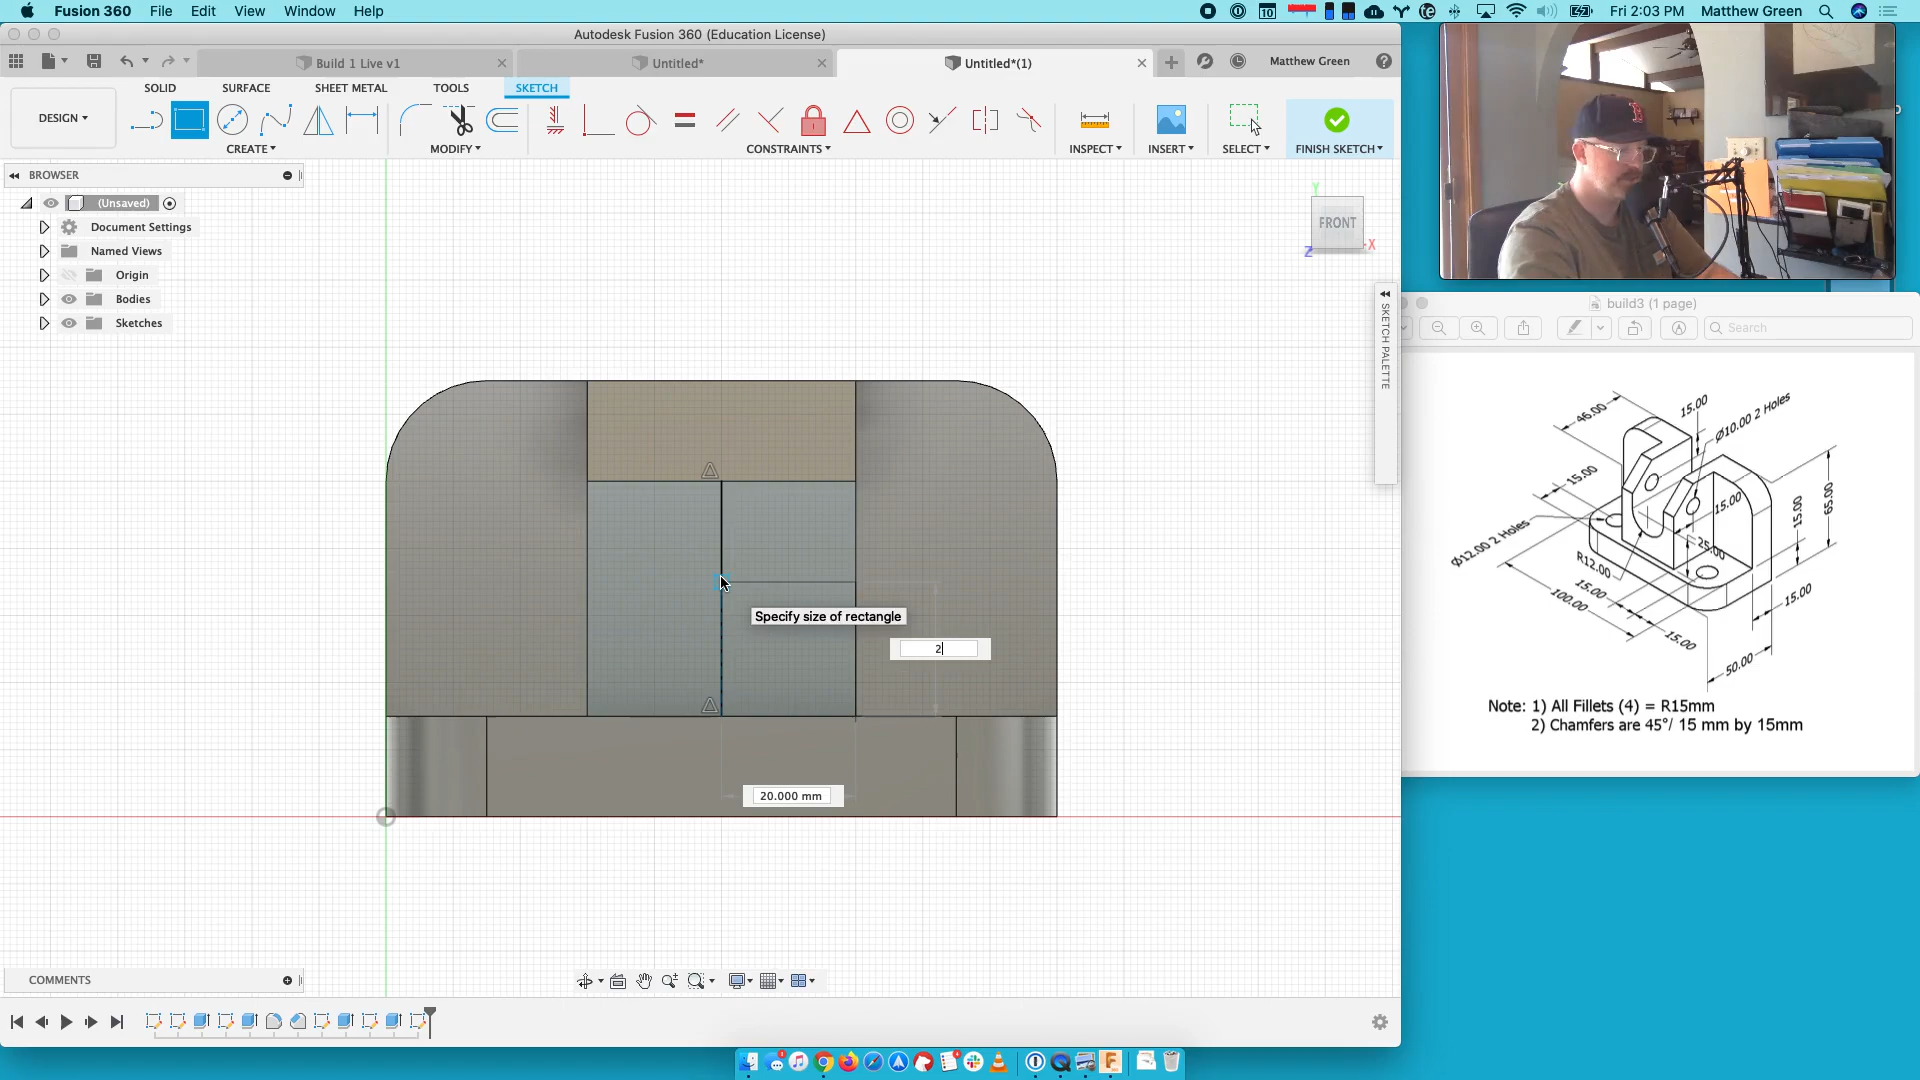 Fusion 360 File Edit View Window Help
10
Fri 2:03 PM Matthew Green
Autodesk Fusion 360 (Education License)
Build 1 Live v1
Untitled*
Untitled*(1)
Matthew Green
SOLID SURFACE SHEET METAL TOOLS SKETCH
DESIGN
CREATE
MODIFY
CONSTRAINTS
INSPECT
INSERT
SELECT
FINISH SKETCH
BROWSER
(Unsaved)
Document Settings
Named Views
Origin
Bodies
Sketches
Y
FRONT
Z
X
SKETCH PALETTE
Specify size of rectangle
2
20.000 mm
COMMENTS
build3 (1 page)
Search
46.00
15.00
Ø10.00 2 Holes
15.00
15.00
15.00
65.00
Ø12.00 2 Holes
25.00
R12.00
15.00
100.00
15.00
15.00
50.00
Note: 1) All Fillets (4) = R15mm
2) Chamfers are 45°/ 15 mm by 15mm